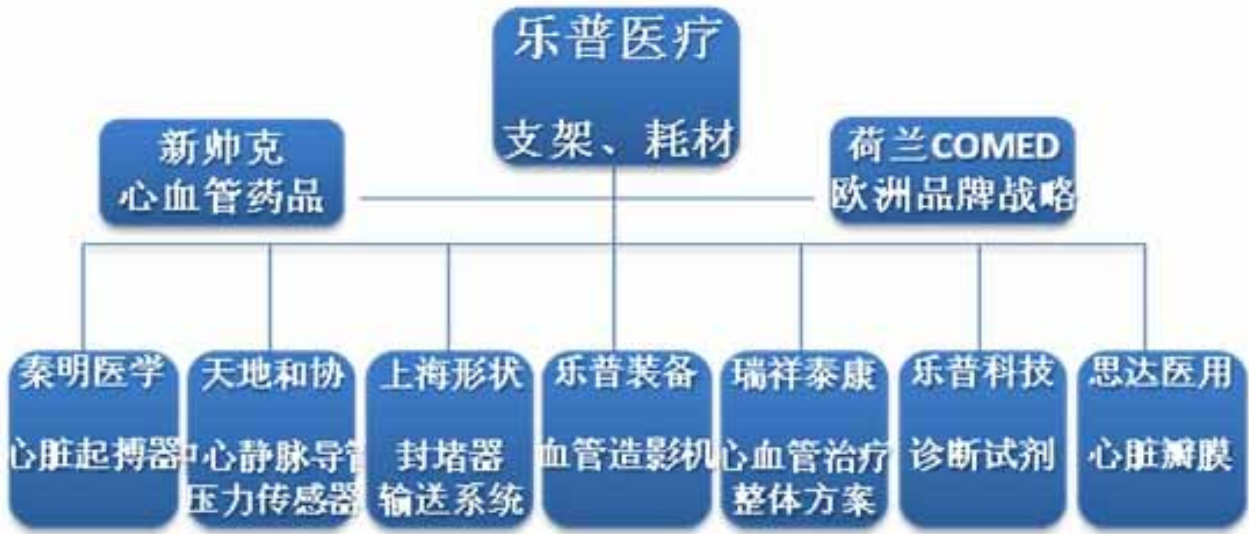 乐普医疗
支架、耗材
新帅克
心血管药品
荷兰COMED
欧洲品牌战略
秦明医学
心脏起搏器
天地和协
中心静脉导管
压力传感器
上海形状
封堵器
输送系统
乐普装备
血管造影机
瑞祥泰康
心血管治疗
整体方案
乐普科技
诊断试剂
思达医用
心脏瓣膜